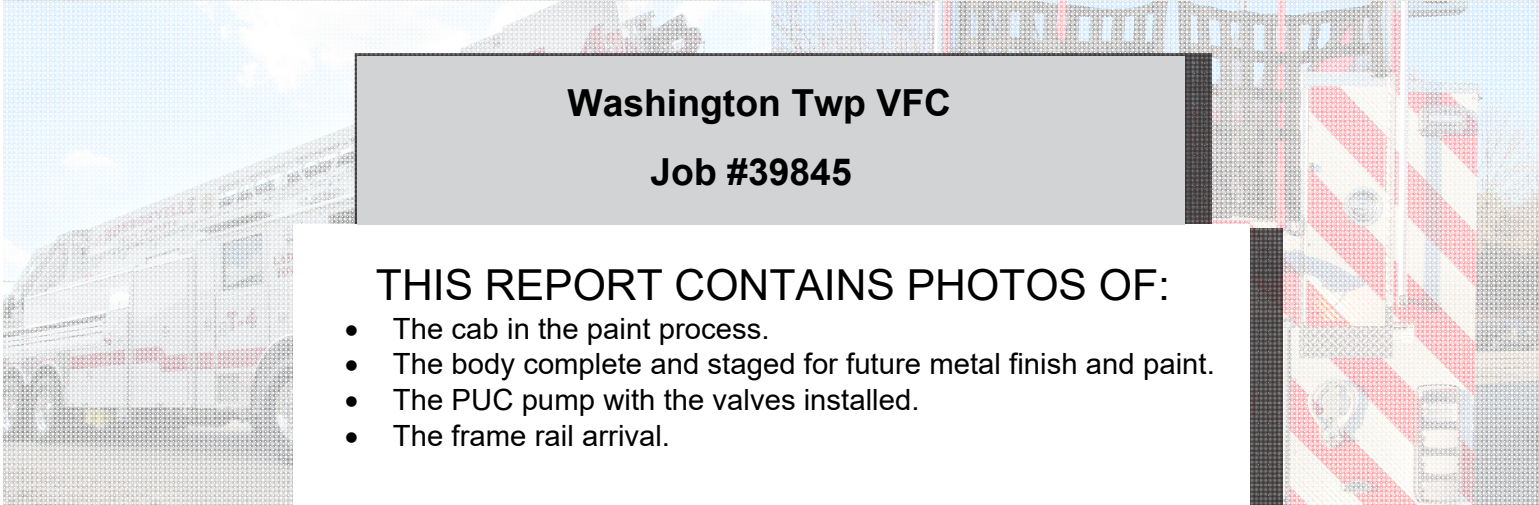 Washington Twp VFC
Job #39845
THIS REPORT CONTAINS PHOTOS OF:
• The cab in the paint process.
• The body complete and staged for future metal finish and paint.
• The PUC pump with the valves installed.
• The frame rail arrival.
T-4